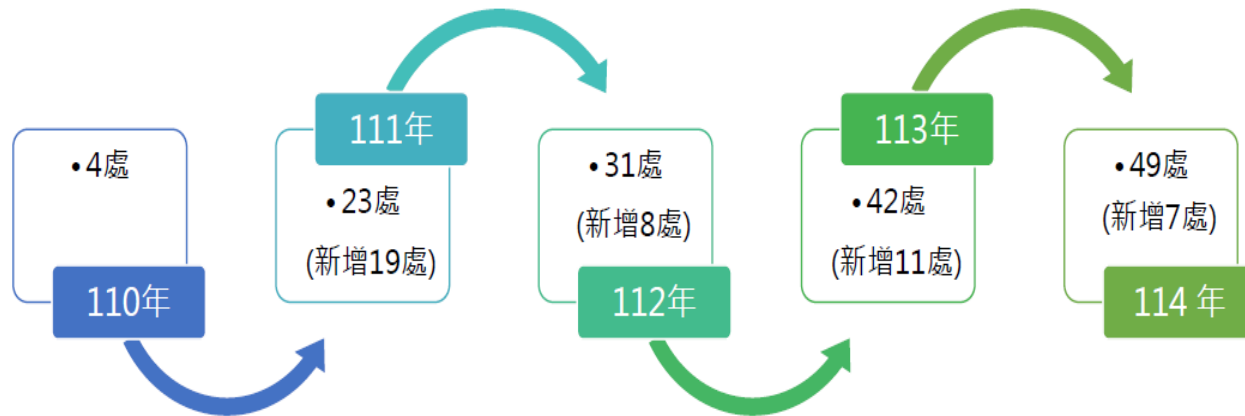 •4處
110年
111年
•23處
(新增19處)
•31處
(新增8處)
112年
113年
•42處
(新增11處)
•49處
(新增7處)
114 年